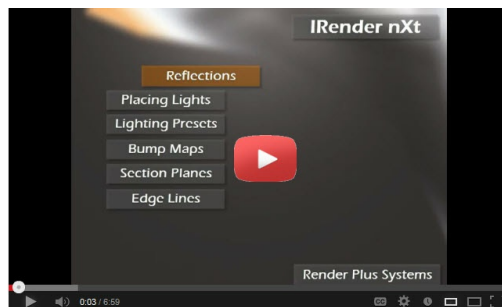 IRender nXt
Reflections
Placing Lights
Lighting Presets
Bump Maps
Section Planes
Edge Lines
Render Plus Systems
0:03 / 6:59
CC